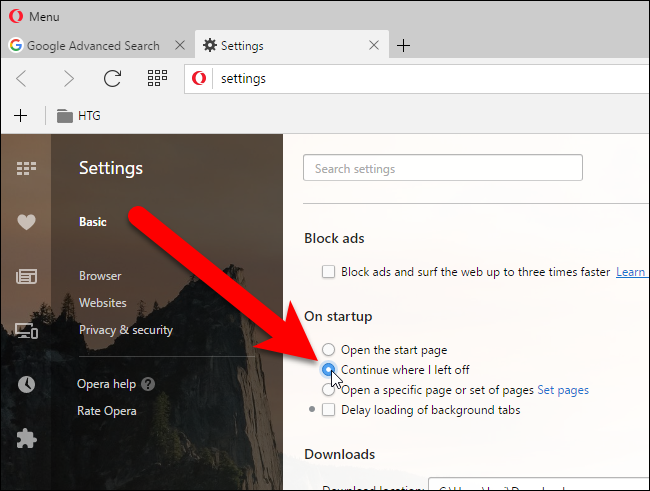 Menu
Google Advanced Search
Settings
settings
HTG
Settings
Basic
Browser
Websites
Privacy & security
Opera help ?
Rate Opera
Search settings
Block ads
Block ads and surf the web up to three times faster Learn
On startup
Open the start page
Continue where I left off
Open a specific page or set of pages Set pages
Delay loading of background tabs
Downloads
Download location: